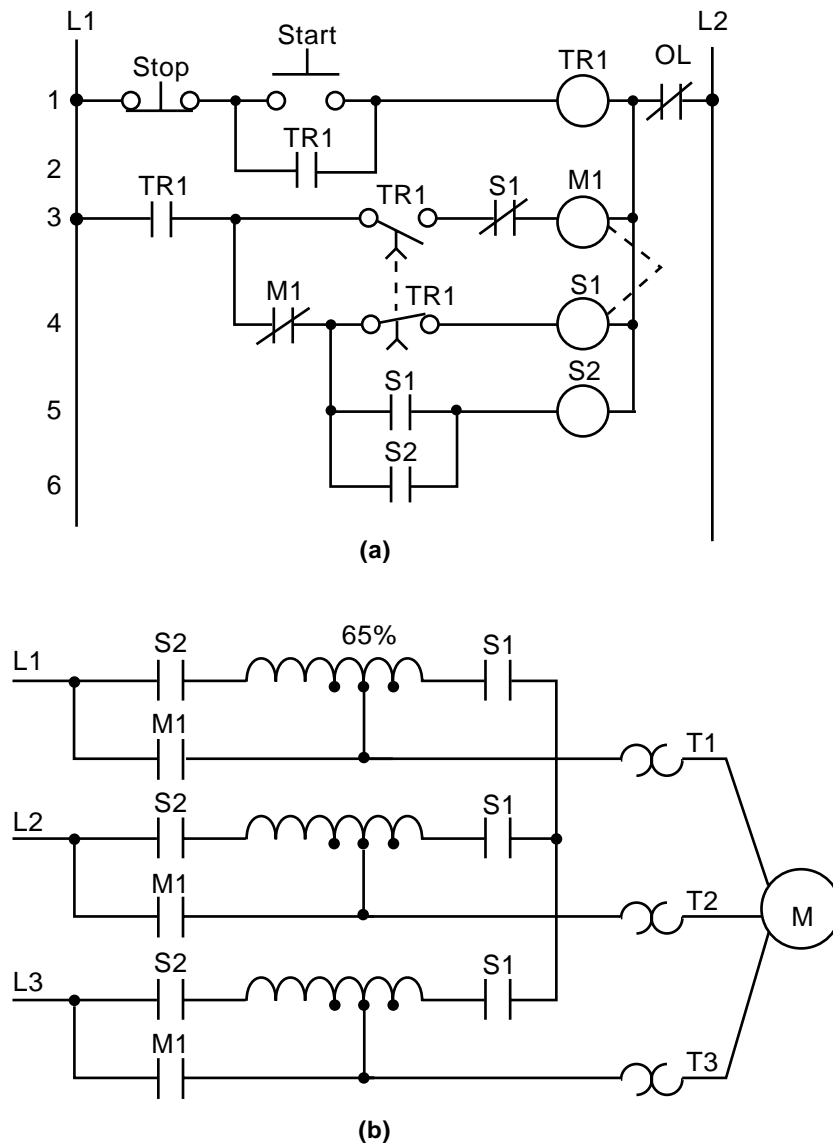 L1 L2
Start
Stop TR1 OL
1
TR1
2
TR1 TR1 S1 M1
3
M1 TR1 S1
4
S1 S2
5
S2
6
(a)
S2 65% S1
L1
M1 T1
S2 S1
L2
M1 T2
M
S2 S1
L3
M1 T3
(b)